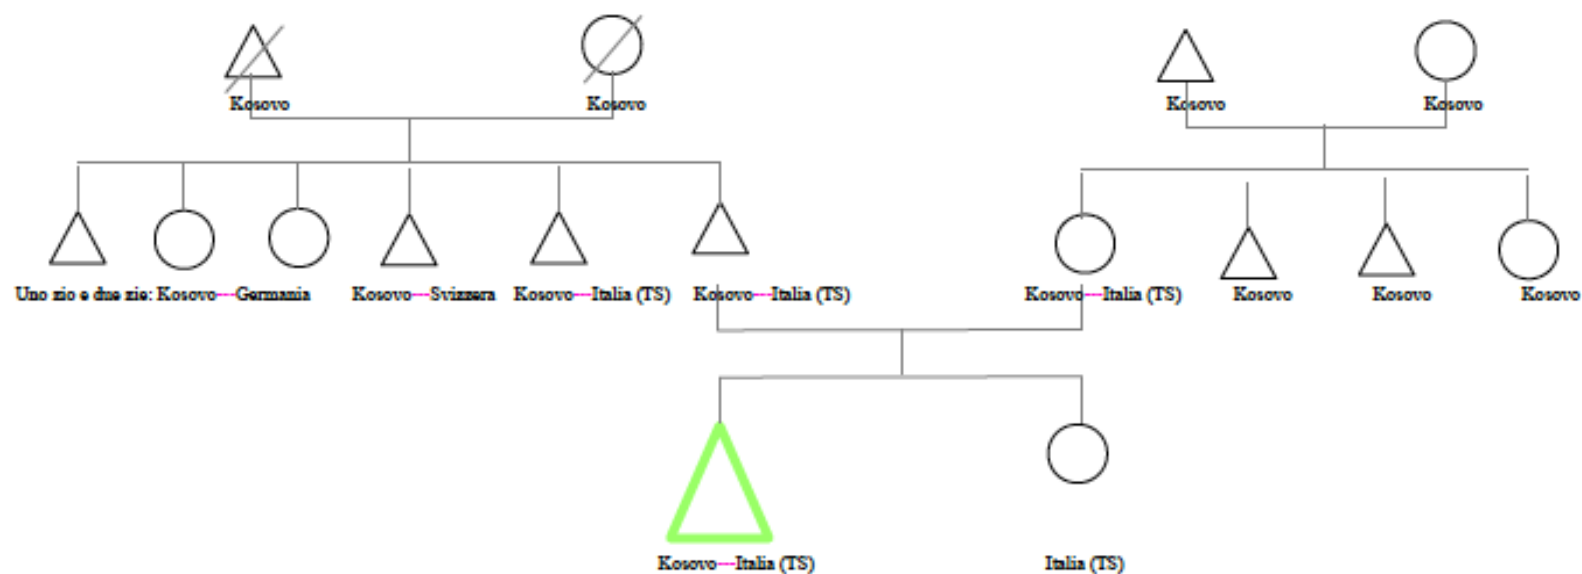 Kosovo
Kosovo
Kosovo
Kosovo
Uno zio e due zie: Kosovo---Germania
Kosovo---Svizzera
Kosovo---Italia (TS)
Kosovo---Italia (TS)
Kosovo---Italia (TS)
Kosovo
Kosovo
Kosovo
Kosovo---Italia (TS)
Italia (TS)